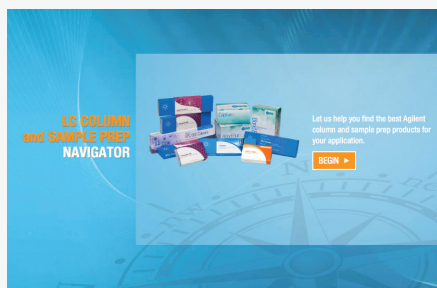 LC COLUMN
and SAMPLE PREP
NAVIGATOR
Let us help you find the best Agilent
column and sample prep products for
your application.
BEGIN ►